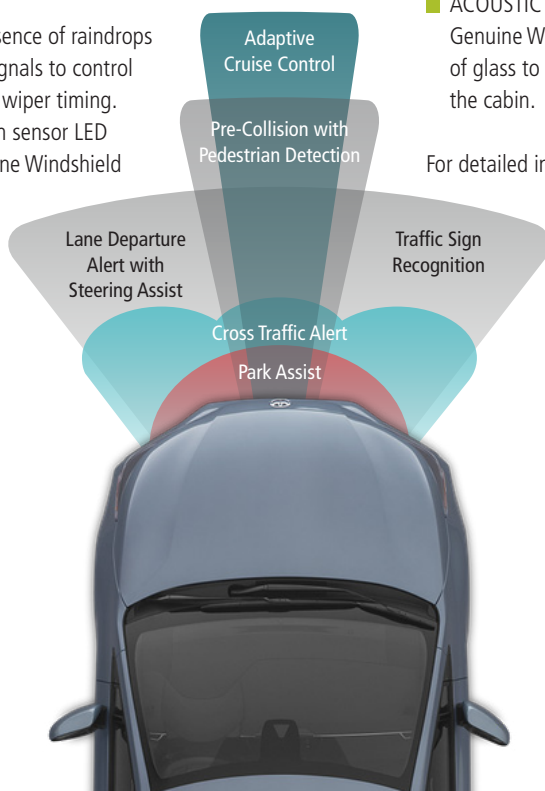 sence of raindrops
gnals to control
wiper timing.
n sensor LED
ne Windshield
ACOUSTIC
Genuine W
of glass to
the cabin.
For detailed in
Adaptive
Cruise Control
Pre-Collision with
Pedestrian Detection
Lane Departure
Alert with
Steering Assist
Traffic Sign
Recognition
Cross Traffic Alert
Park Assist